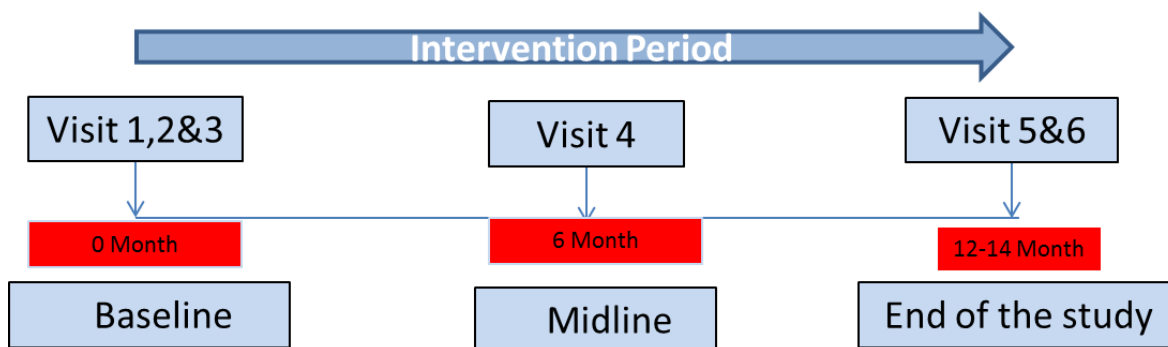 Intervention Period
Visit 1,2&3
Visit 4
Visit 5&6
0 Month
6 Month
12-14 Month
Baseline
Midline
End of the study